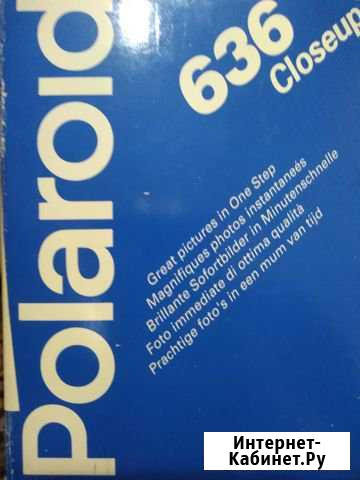 Polaroid
636
Closeup
Great pictures in One Step
Magnifiques photos instantaneés
Brillante Sofortbilder in Minutenschnelle
Foto immediate di ottima qualità
Prachtige foto's in een mum van tijd
Интернет-
Кабинет.Ру